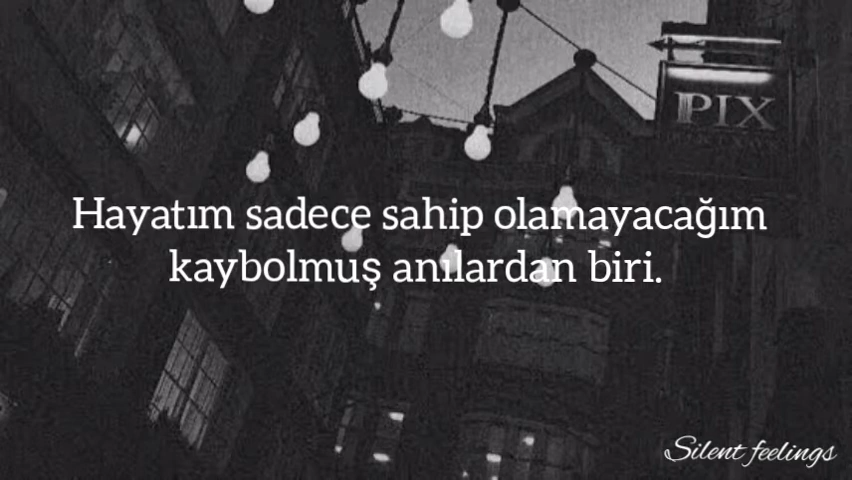 PIX
Hayatım sadece sahip olamayacağım
kaybolmuş anılardan biri.
Silent feelings